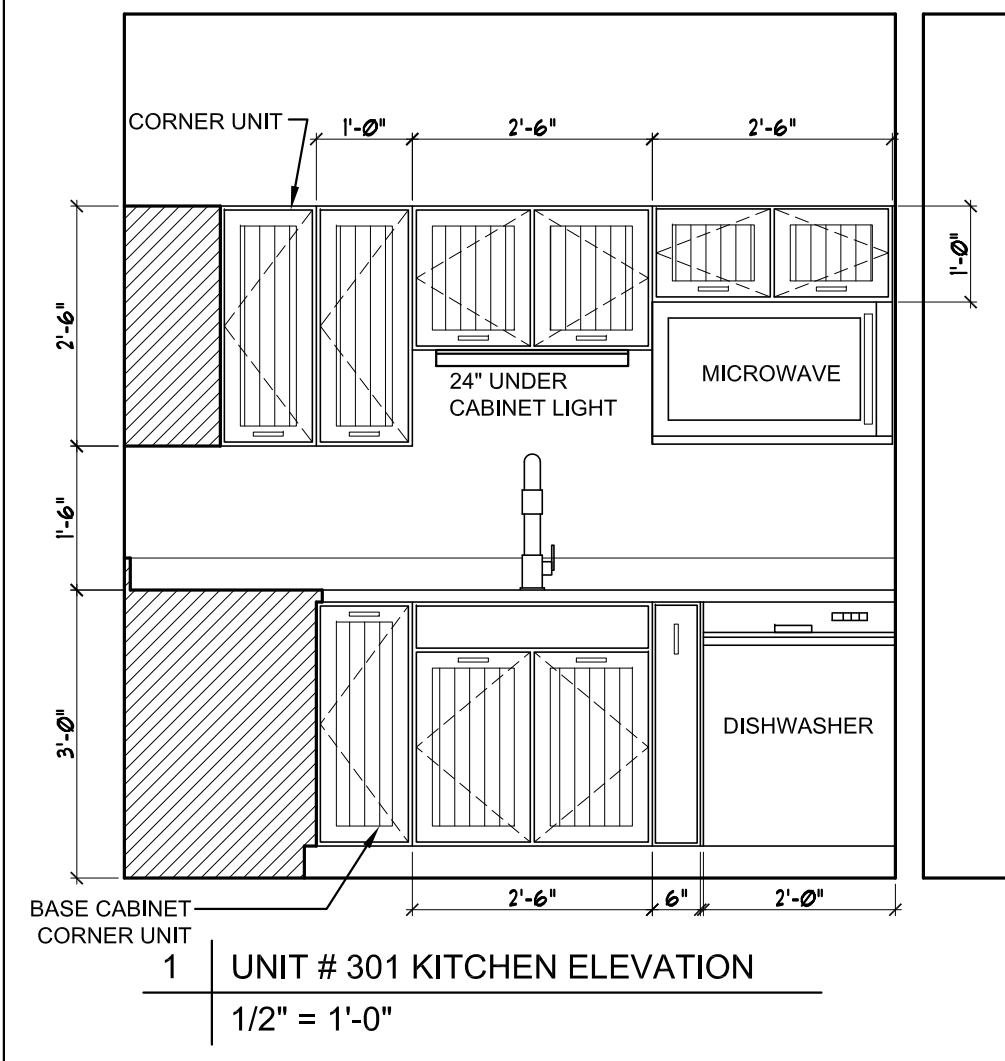 CORNER UNIT
1'-0"
2'-6"
2'-6"
1'-0"
2'-6"
MICROWAVE
24" UNDER
CABINET LIGHT
1'-6"
3'-0"
DISHWASHER
2'-6"
6"
2'-0"
BASE CABINET
CORNER UNIT
1
UNIT # 301 KITCHEN ELEVATION
1/2" = 1'-0"